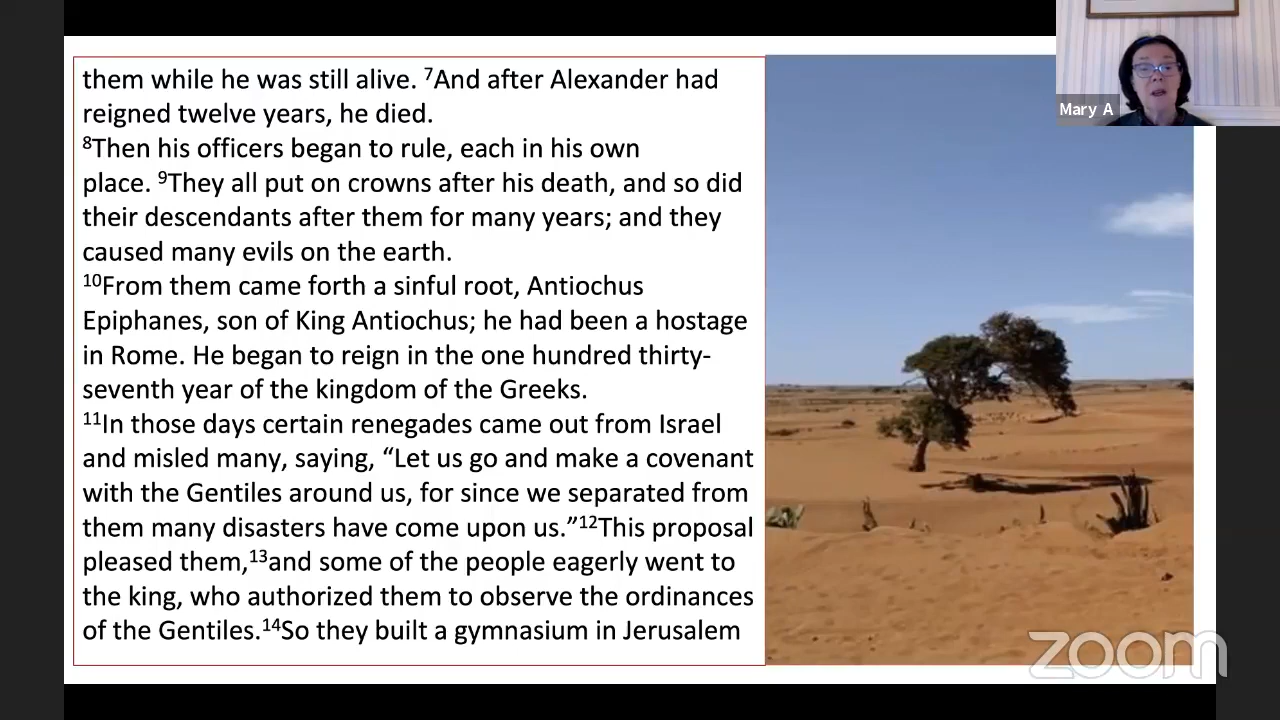 them while he was still alive. ⁷And after Alexander had
reigned twelve years, he died.
⁸Then his officers began to rule, each in his own
place. ⁹They all put on crowns after his death, and so did
their descendants after them for many years; and they
caused many evils on the earth.
¹⁰From them came forth a sinful root, Antiochus
Epiphanes, son of King Antiochus; he had been a hostage
in Rome. He began to reign in the one hundred thirty-
seventh year of the kingdom of the Greeks.
¹¹In those days certain renegades came out from Israel
and misled many, saying, “Let us go and make a covenant
with the Gentiles around us, for since we separated from
them many disasters have come upon us.”¹²This proposal
pleased them,¹³and some of the people eagerly went to
the king, who authorized them to observe the ordinances
of the Gentiles.¹⁴So they built a gymnasium in Jerusalem
Mary A
zoom